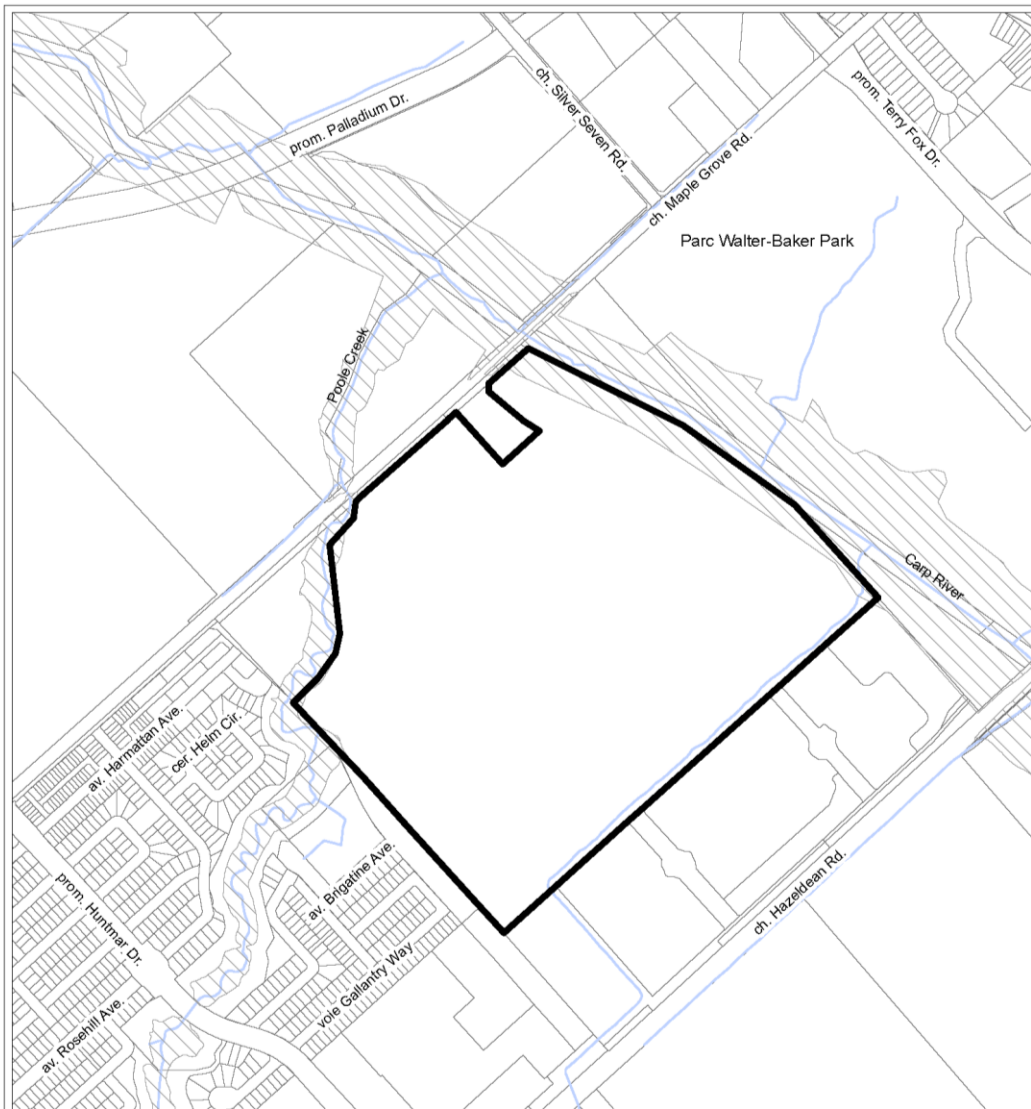 prom. Palladium Dr.
ch. Silver Seven Rd.
prom. Terry Fox Dr.
ch. Maple Grove Rd.
Parc Walter-Baker Park
Poole Creek
Carp River
av. Harmattan Ave.
cer. Helm Cir.
prom. Huntmar Dr.
av. Brigatine Ave.
ch. Hazeldean Rd.
voie Gallantry Way
av. Rosehill Ave.